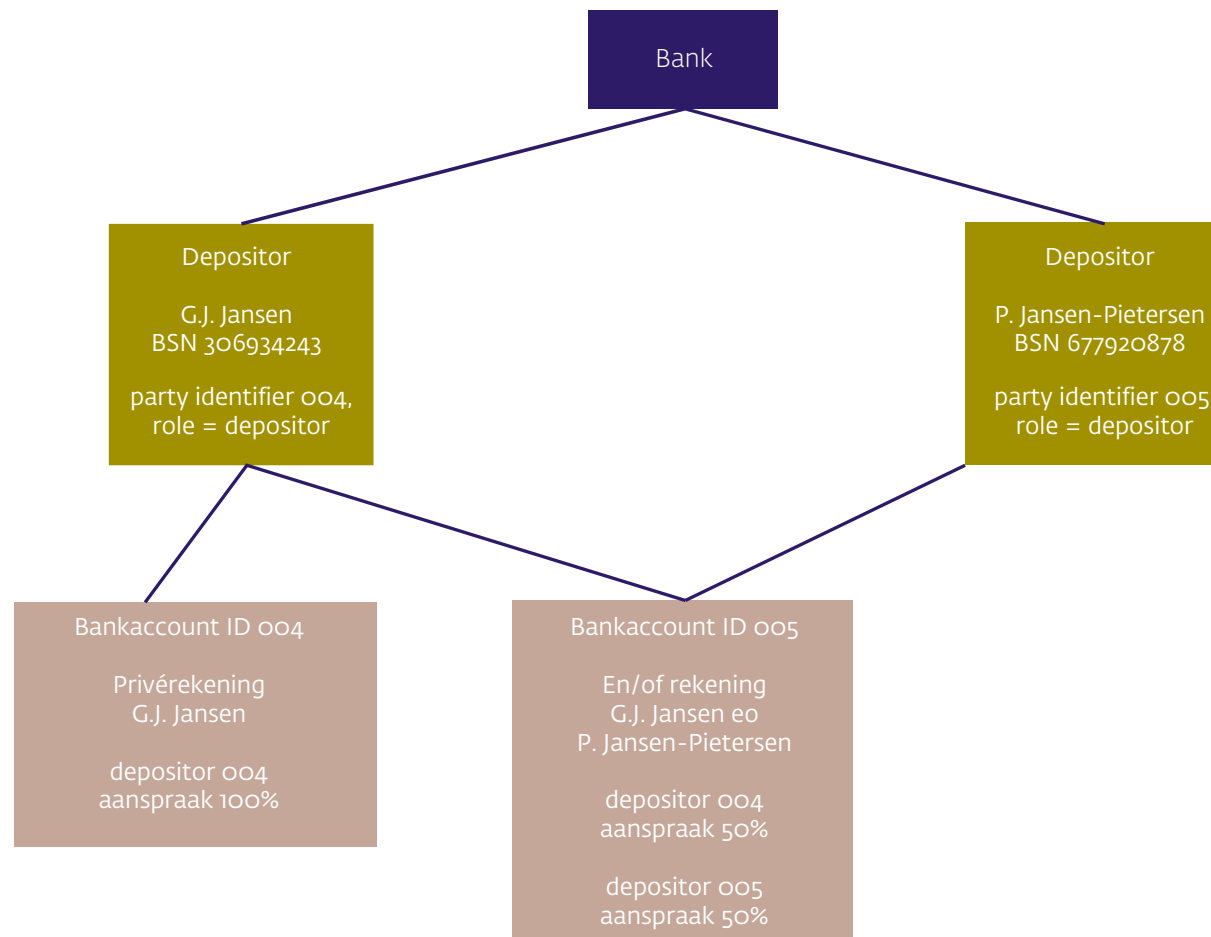 Bank
Depositor
G.J. Jansen
BSN 306934243
party identifier 004,
role = depositor
Depositor
P. Jansen-Pietersen
BSN 677920878
party identifier 005
role = depositor
Bankaccount ID 004
Privérekening
G.J. Jansen
depositor 004
aanspraak 100%
Bankaccount ID 005
En/of rekening
G.J. Jansen eo
P. Jansen-Pietersen
depositor 004
aanspraak 50%
depositor 005
aanspraak 50%